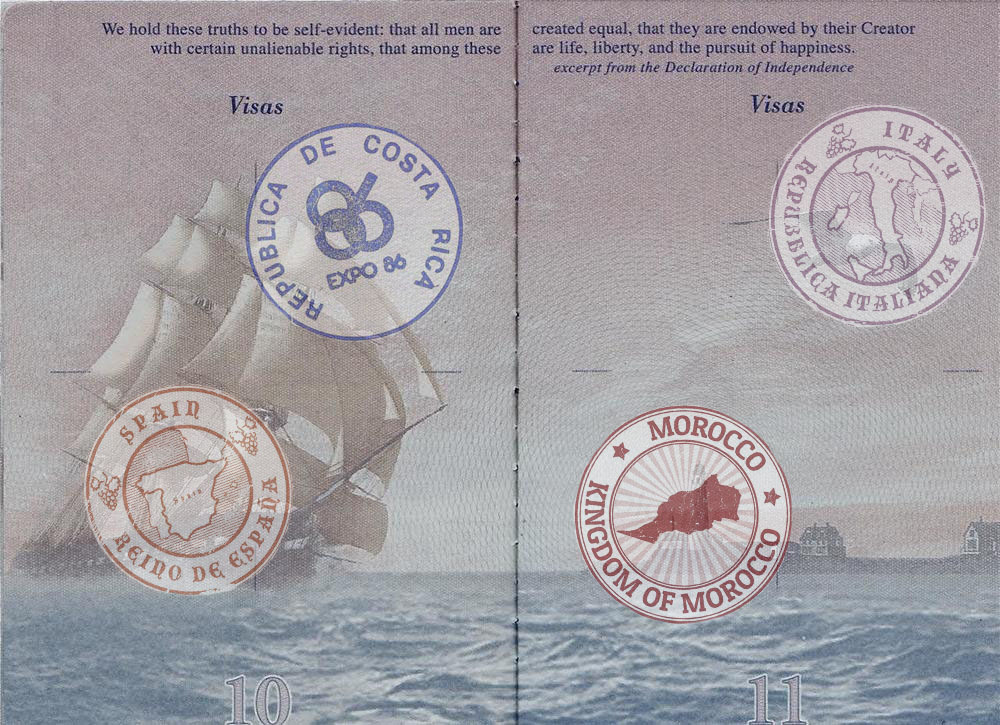 We hold these truths to be self-evident: that all men are
with certain unalienable rights, that among these
Visas
REPUBLICA DE COSTA RICA
86
EXPO 86
SPAIN
Spain
REINO DE ESPAÑA
10
created equal, that they are endowed by their Creator
are life, liberty, and the pursuit of happiness.
excerpt from the Declaration of Independence
Visas
ITALY
Italy
REPUBBLICA ITALIANA
MOROCCO
KINGDOM OF MOROCCO
11